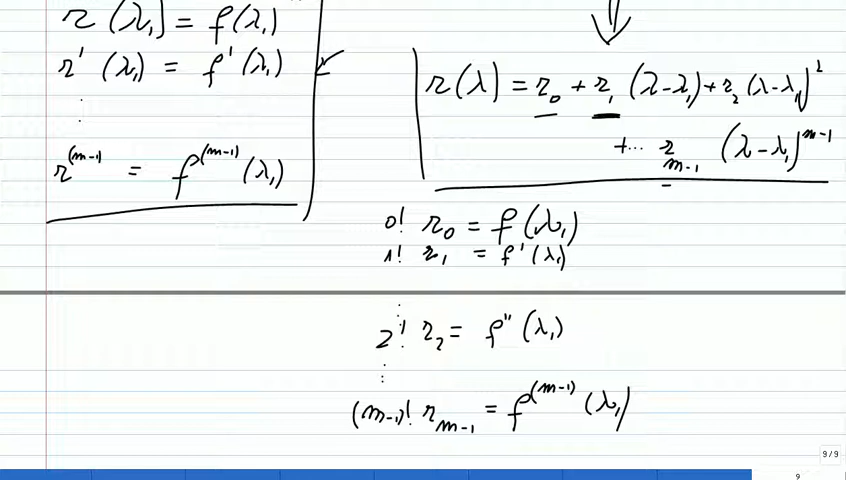 r(λ₁) = f(λ₁)
r'(λ₁) = f'(λ₁)
⋮
r^(m-1) = f^(m-1)(λ₁)
r(λ) = r₀ + r₁ (λ-λ₁) + r₂ (λ-λ₁)²
+... r_{m-1} (λ-λ₁)^{m-1}
0! r₀ = f(λ₁)
1! r₁ = f'(λ₁)
⋮
2! r₂ = f''(λ₁)
⋮
(m-1)! r_{m-1} = f^(m-1)(λ₁)
9/9
9